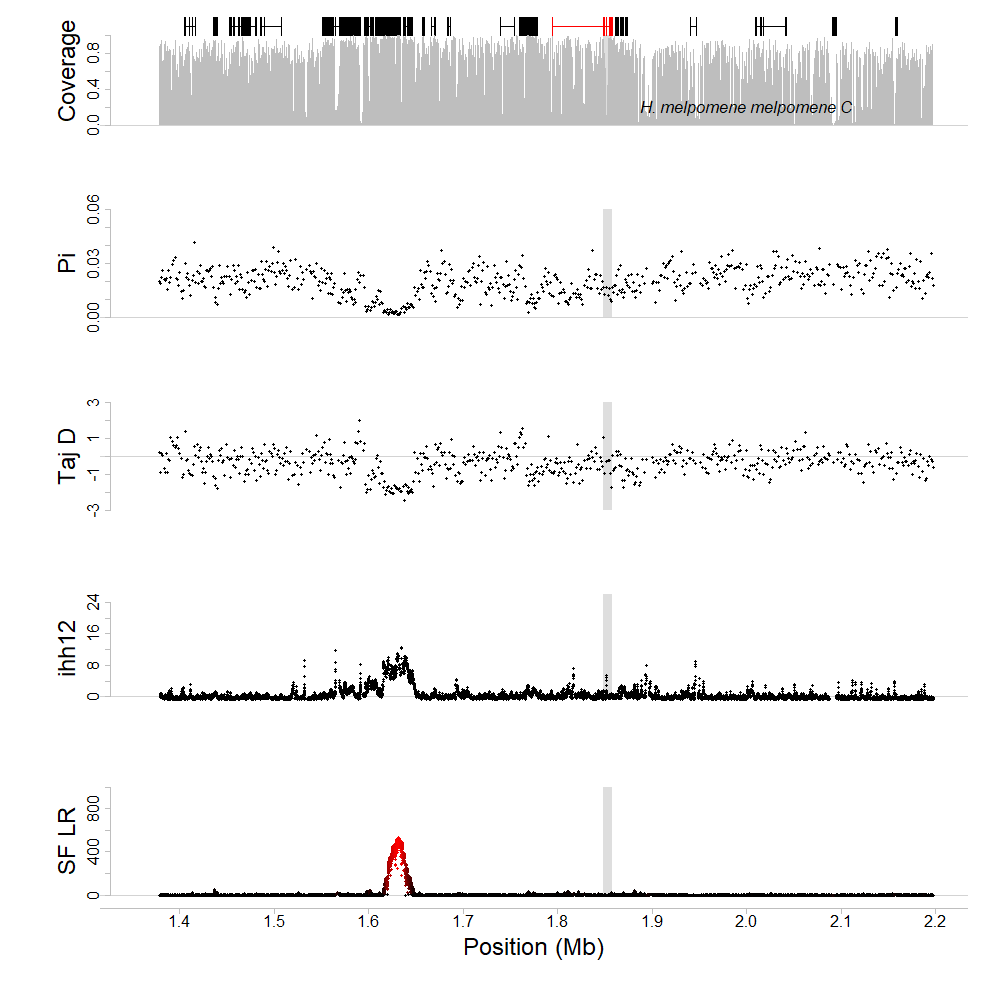 Coverage
0.0 0.4 0.8
H. melpomene melpomene C
Pi
0.00 0.03 0.06
Taj D
-3 -1 1 3
ihh12
0 8 16 24
SF LR
0 400 800
1.4 1.5 1.6 1.7 1.8 1.9 2.0 2.1 2.2
Position (Mb)